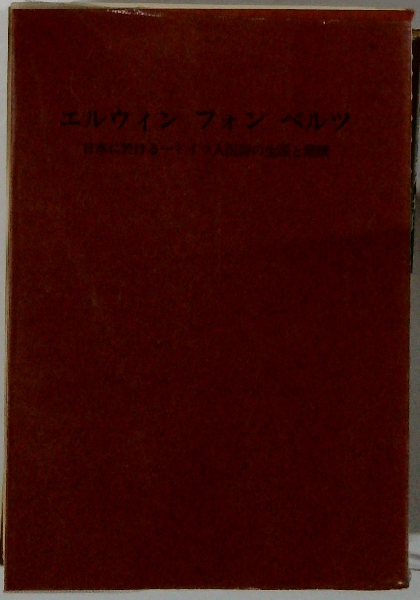 エルウィン フォン ベルツ
日本に於ける一ドイツ人医師の生涯と業績